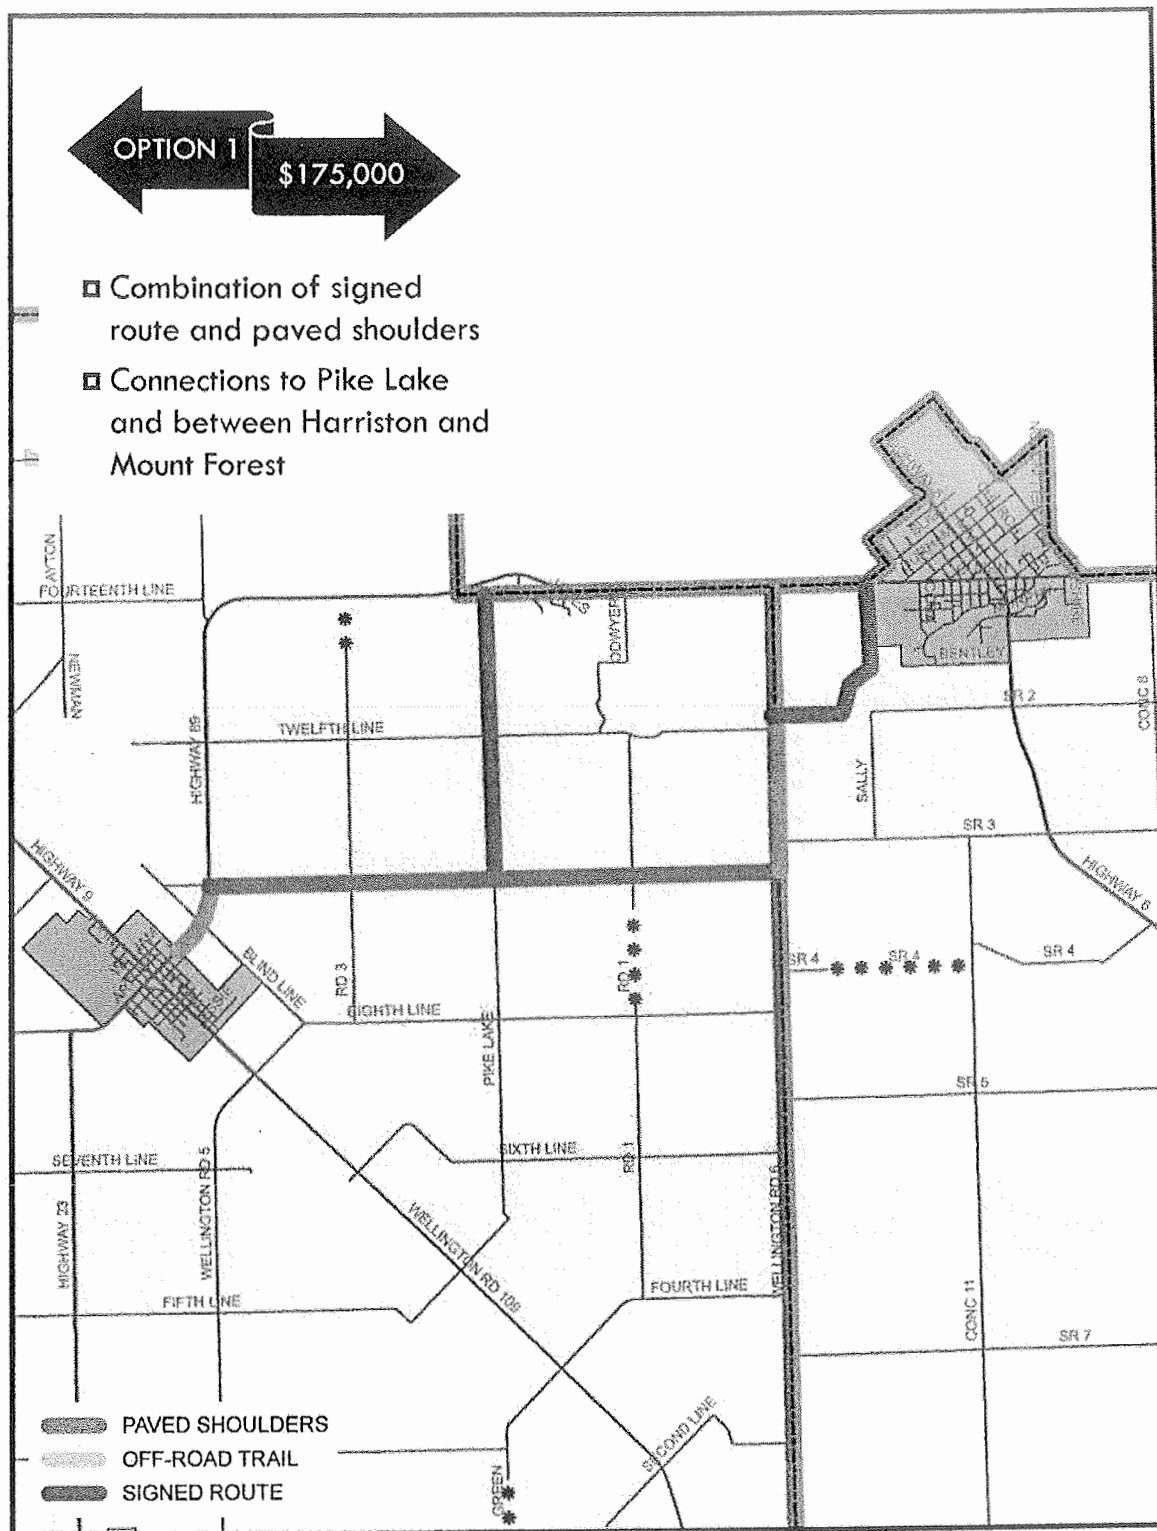 OPTION 1
$175,000
Combination of signed
route and paved shoulders
Connections to Pike Lake
and between Harriston and
Mount Forest
AYTON
FOURTEENTH LINE
NEWMAN
DOWYER
BENTLEY
SR 2
CONC 8
TWELFTH LINE
HIGHWAY 89
SALLY
SR 3
HIGHWAY 9
HIGHWAY 6
BLIND LINE
RD 3
RD 1
SR 4
SR 4
SR 4
EIGHTH LINE
PIKE LAKE
SR 5
SIXTH LINE
RD 1
SEVENTH LINE
WELLINGTON RD 5
WELLINGTON RD 6
HIGHWAY 23
WELLINGTON RD 109
FOURTH LINE
FIFTH LINE
CONC 11
SR 7
SECOND LINE
GREEN
PAVED SHOULDERS
OFF-ROAD TRAIL
SIGNED ROUTE